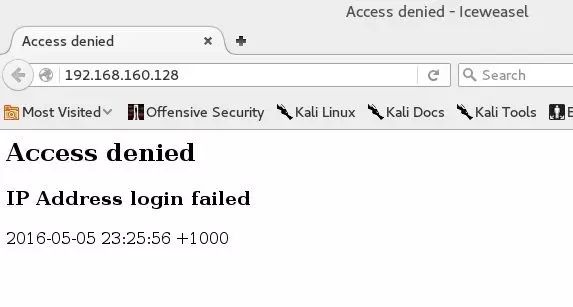 Access denied - Iceweasel
Access denied
192.168.160.128
Search
Most Visited Offensive Security Kali Linux Kali Docs Kali Tools
Access denied
IP Address login failed
2016-05-05 23:25:56 +1000